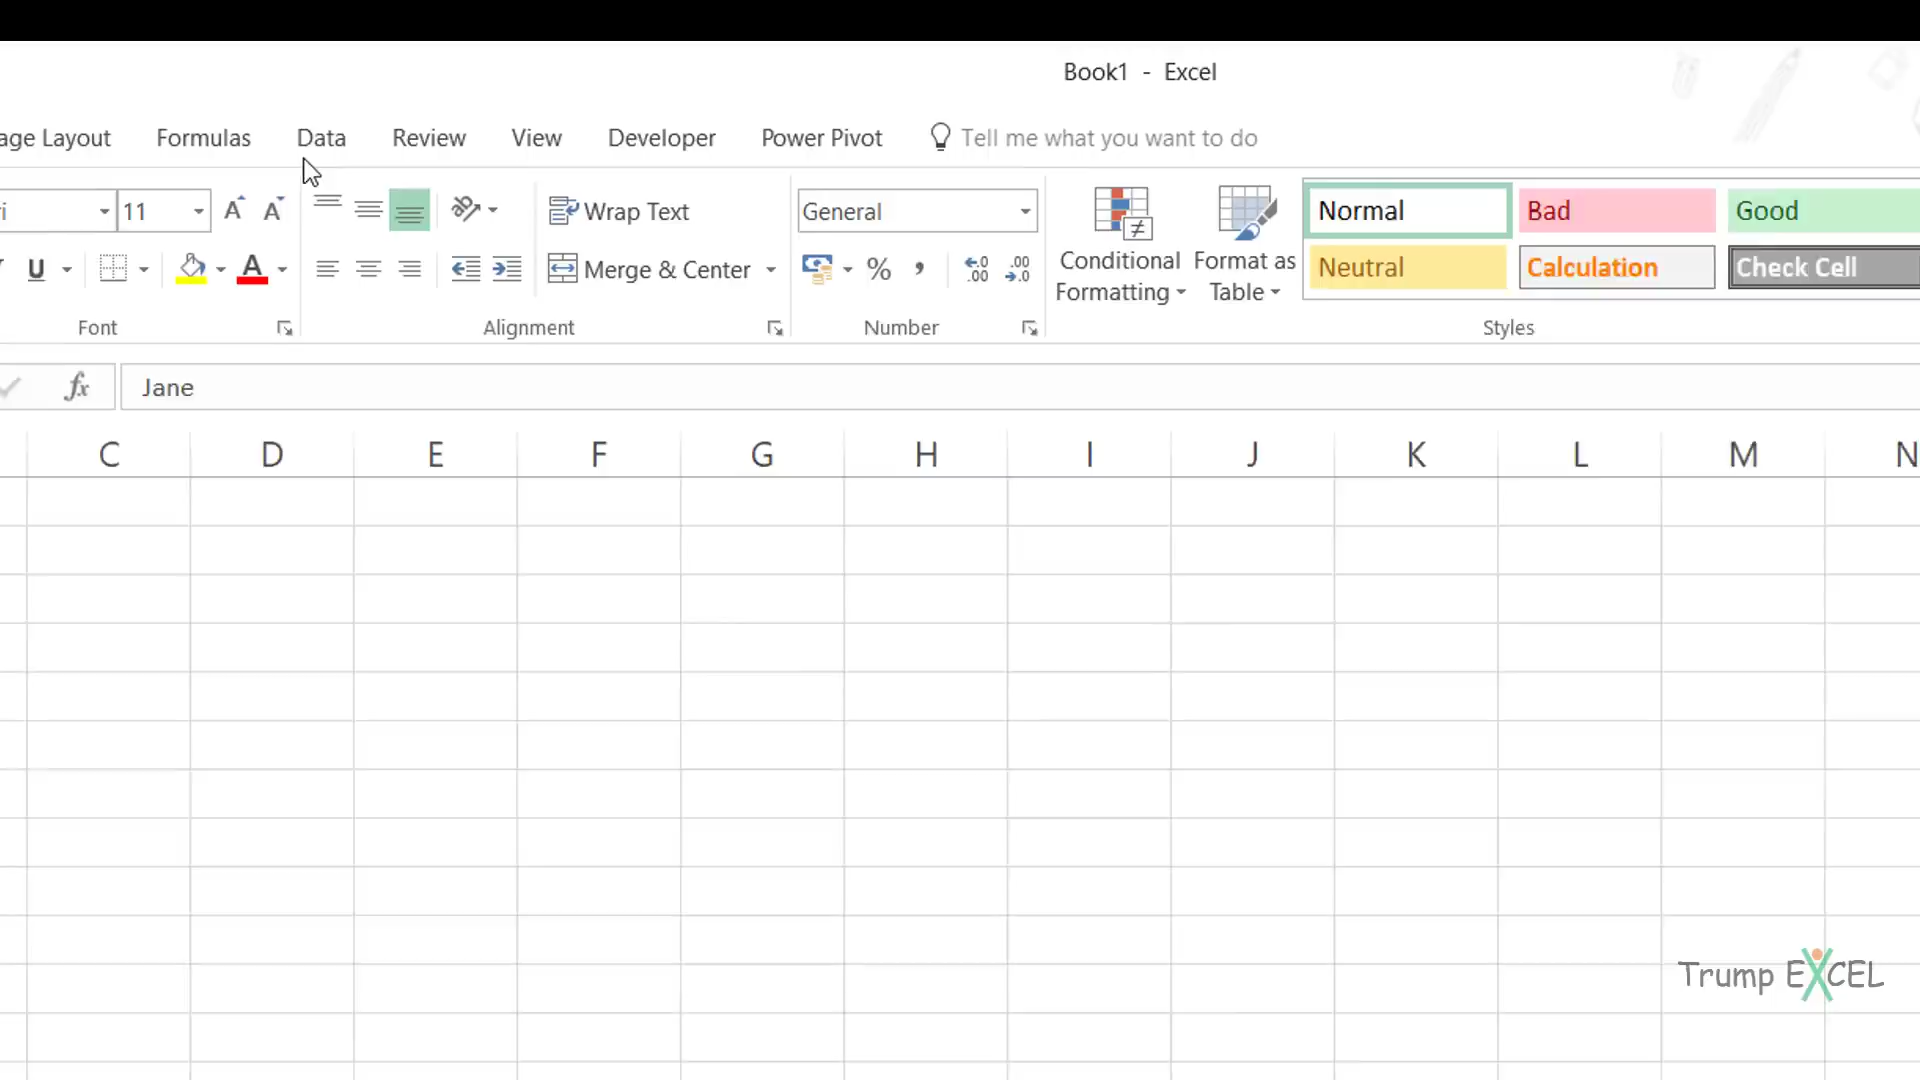 Book1 - Excel
age Layout Formulas Data Review View Developer Power Pivot Tell me what you want to do
i 11 Wrap Text General Normal Bad Good
U A Merge & Center % Conditional Formatting Format as Table Neutral Calculation Check Cell
Font Alignment Number Styles
fx Jane
C D E F G H I J K L M N
Trump EXCEL